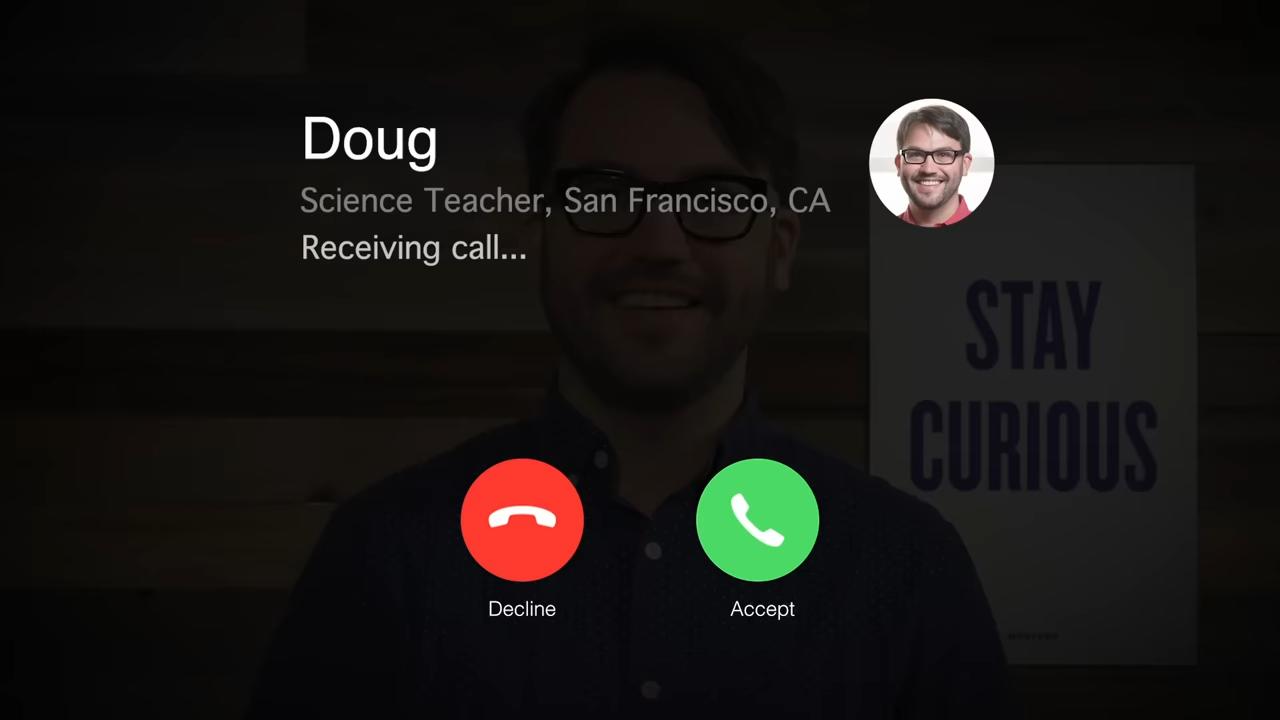 Doug
Science Teacher, San Francisco, CA
Receiving call...
STAY
CURIOUS
Decline
Accept